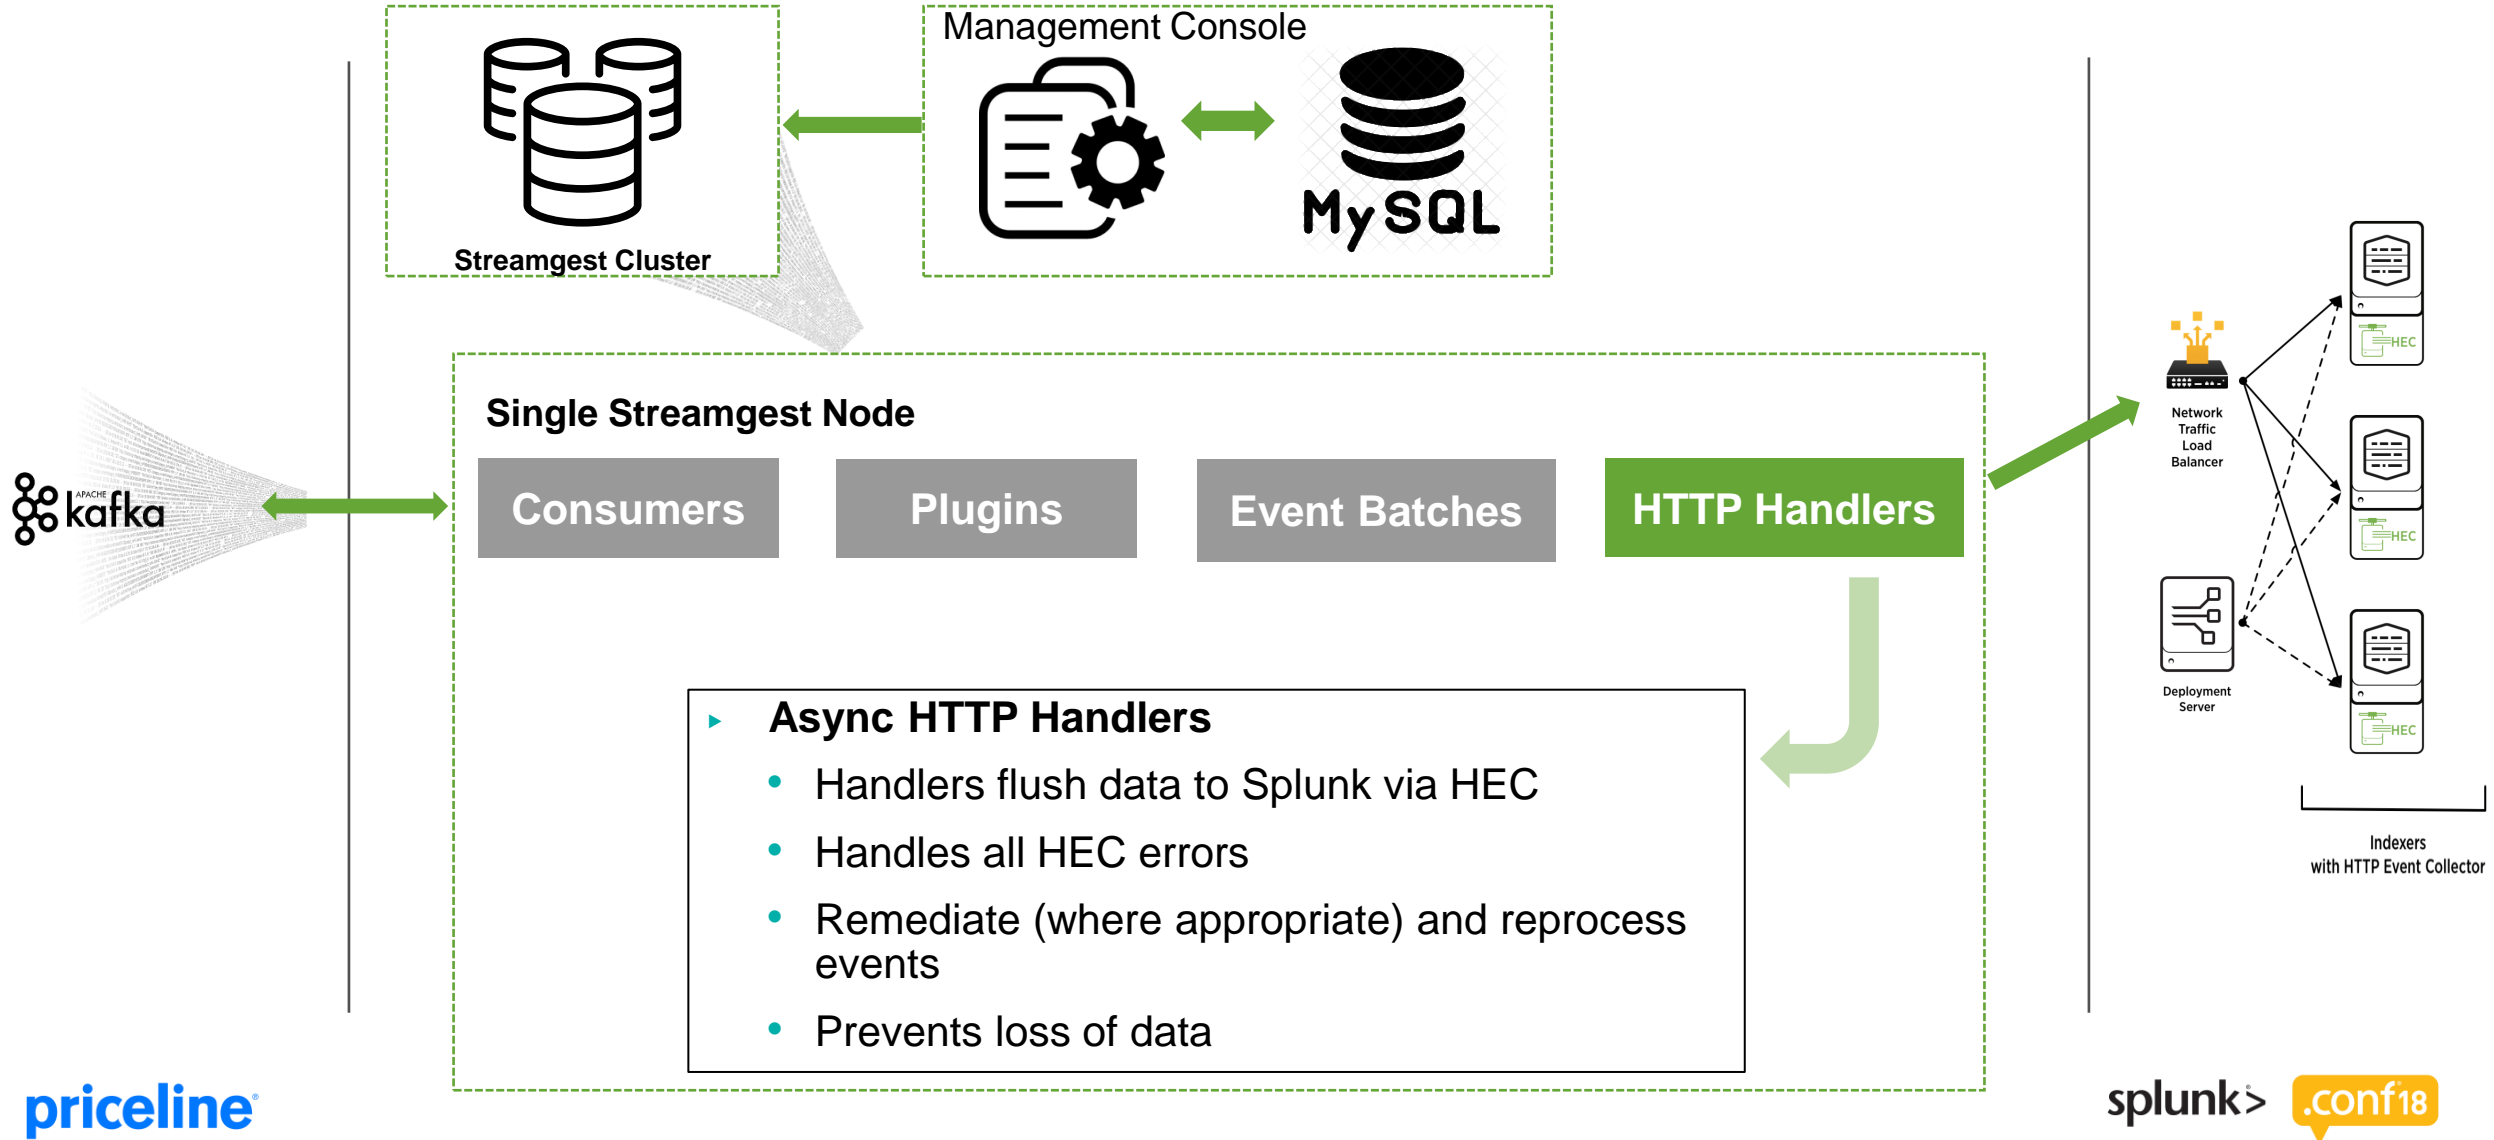 Management Console
MySQL
Streamgest Cluster
Single Streamgest Node
APACHE
kafka
Consumers
Plugins
Event Batches
HTTP Handlers
Async HTTP Handlers
Handlers flush data to Splunk via HEC
Handles all HEC errors
Remediate (where appropriate) and reprocess
events
Prevents loss of data
Network
Traffic
Load
Balancer
Deployment
Server
HEC
HEC
HEC
Indexers
with HTTP Event Collector
priceline®
splunk>®
.conf18